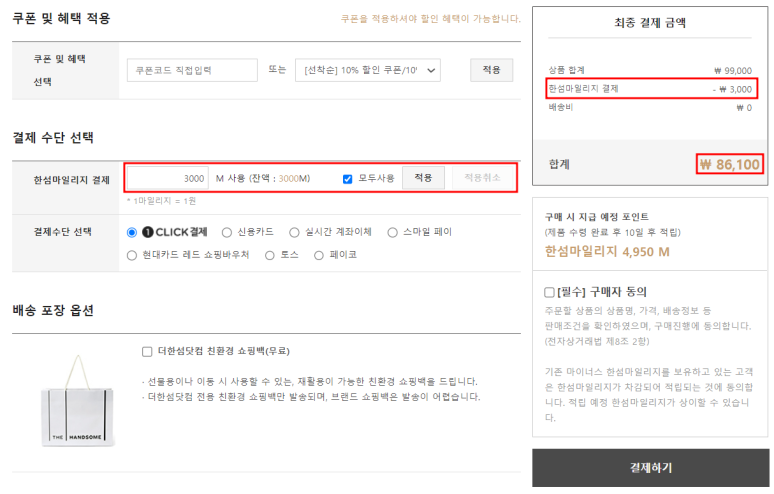 쿠폰 및 혜택 적용
쿠폰을 적용하셔야 할인 혜택이 가능합니다.
쿠폰 및 혜택
선택
쿠폰코드 직접입력
또는
[선착순] 10% 할인 쿠폰/10
적용
결제 수단 선택
한섬마일리지 결제
3000 M 사용 (잔액 : 3000M)
모두사용
적용
적용취소
* 1마일리지 = 1원
결제수단 선택
1 CLICK결제
신용카드
실시간 계좌이체
스마일 페이
현대카드 레드 쇼핑바우처
토스
페이코
배송 포장 옵션
THE HANDSOME
더한섬닷컴 친환경 쇼핑백(무료)
· 선물용이나 이동 시 사용할 수 있는, 재활용이 가능한 친환경 쇼핑백을 드립니다.
· 더한섬닷컴 전용 친환경 쇼핑백만 발송되며, 브랜드 쇼핑백은 발송이 어렵습니다.
최종 결제 금액
상품 합계 ₩ 99,000
한섬마일리지 결제 - ₩ 3,000
배송비 ₩ 0
합계 ₩ 86,100
구매 시 지급 예정 포인트
(제품 수령 완료 후 10일 후 적립)
한섬마일리지 4,950 M
[필수] 구매자 동의
주문할 상품의 상품명, 가격, 배송정보 등
판매조건을 확인하였으며, 구매진행에 동의합니다.
(전자상거래법 제8조 2항)
기존 마이너스 한섬마일리지를 보유하고 있는 고객
은 한섬마일리지가 차감되어 적립되는 것에 동의합
니다. 적립 예정 한섬마일리지가 상이할 수 있습니
다.
결제하기